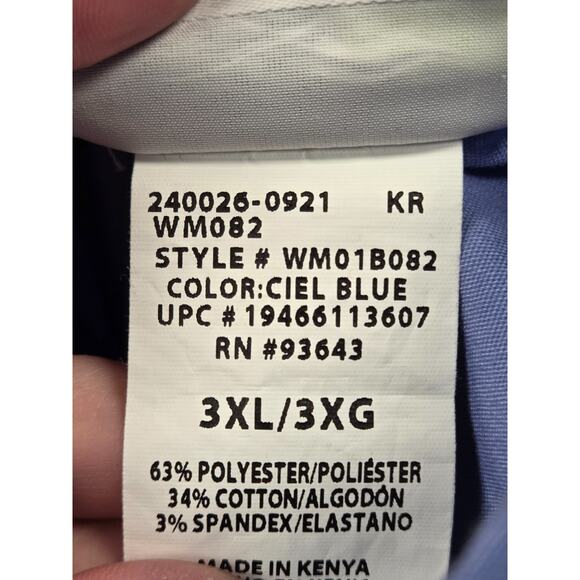 240026-0921 KR
WM082
STYLE # WM01B082
COLOR:CIEL BLUE
UPC # 19466113607
RN #93643
3XL/3XG
63% POLYESTER/POLIÉSTER
34% COTTON/ALGODÓN
3% SPANDEX/ELASTANO
MADE IN KENYA